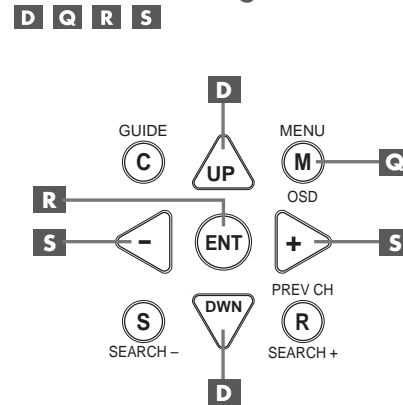 D Q R S
D
GUIDE MENU
C UP M Q
OSD
R
S - ENT + S
PREV CH
S DWN R
SEARCH – SEARCH +
D